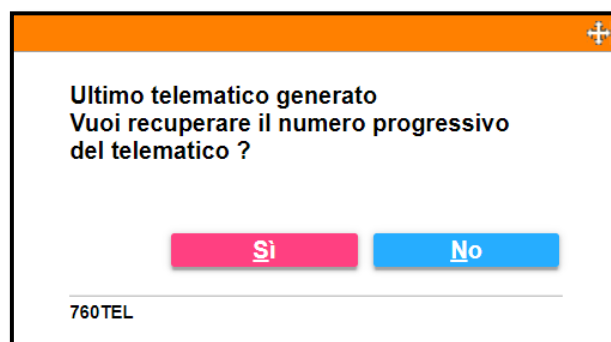 Ultimo telematico generato
Vuoi recuperare il numero progressivo
del telematico ?
Sì
No
760TEL